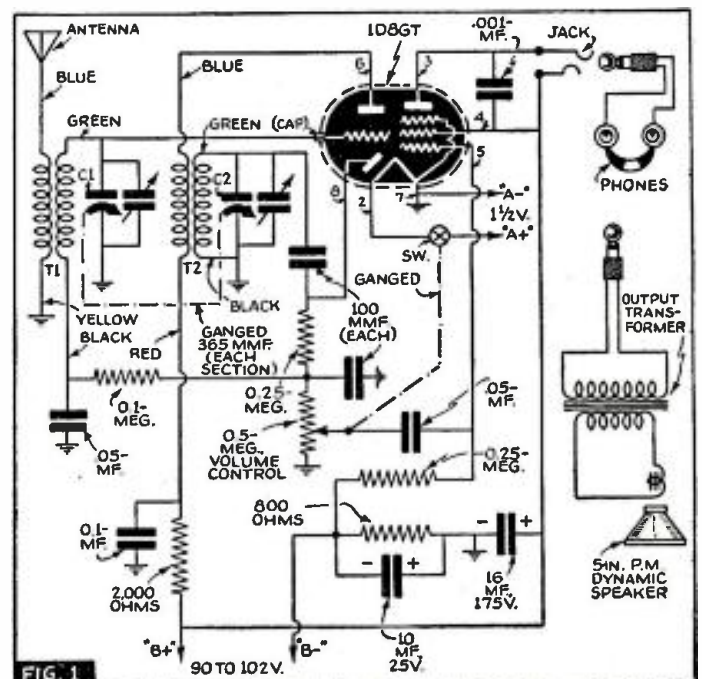 ANTENNA
BLUE
GREEN
C1
T1
YELLOW
BLACK
0.1-
MEG.
.05-
MF.
BLUE
GREEN (CAP)
C2
T2
BLACK
RED
GANGED
365 MMF.
(EACH
SECTION)
1D8GT
6
3
4
5
8
2
7
.001-
MF.
JACK
PHONES
"A-"
1½V.
"A+"
SW.
GANGED
100
MMF.
(EACH)
0.25-
MEG.
0.5-
MEG.,
VOLUME
CONTROL
.05-
MF.
0.25-
MEG.
800
OHMS
- +
16
MF.,
175V.
- +
10
MF.
25V.
0.1-
MF.
2,000
OHMS
"B+"
90 TO 102V.
"B-"
OUTPUT
TRANS-
FORMER
5IN. P.M.
DYNAMIC
SPEAKER
FIG. 1